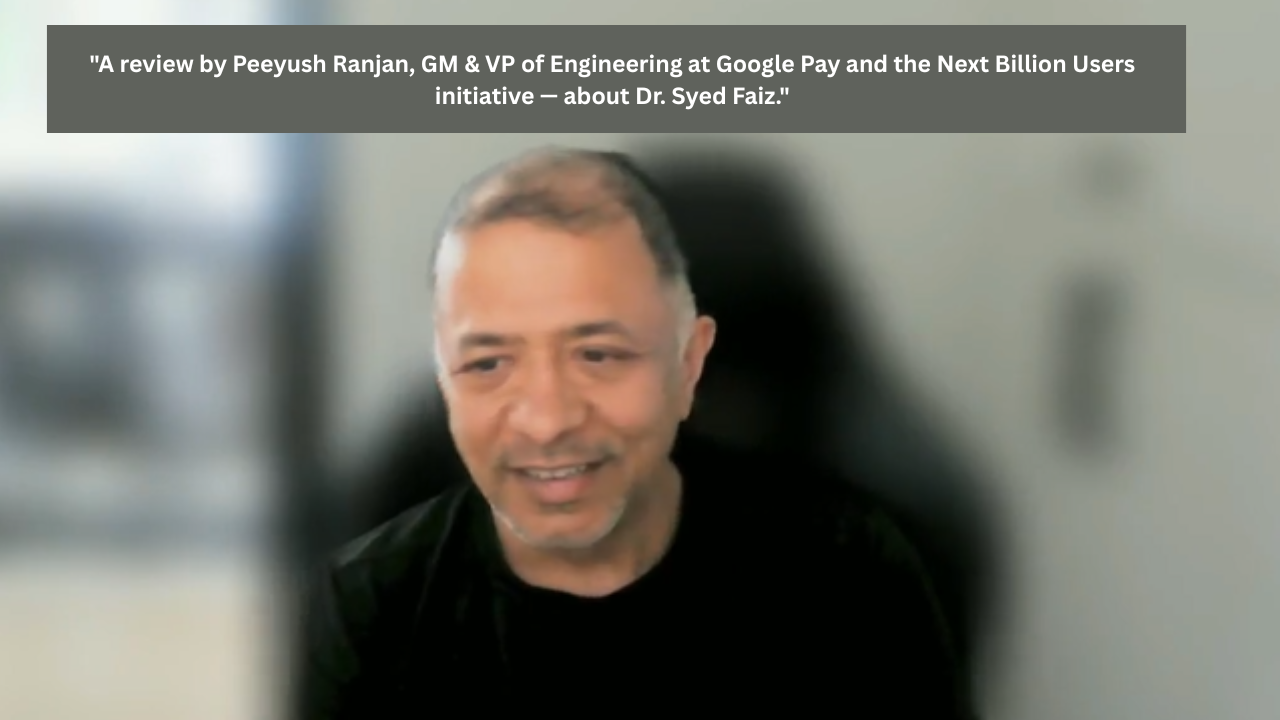 "A review by Peeyush Ranjan, GM & VP of Engineering at Google Pay and the Next Billion Users
initiative — about Dr. Syed Faiz."